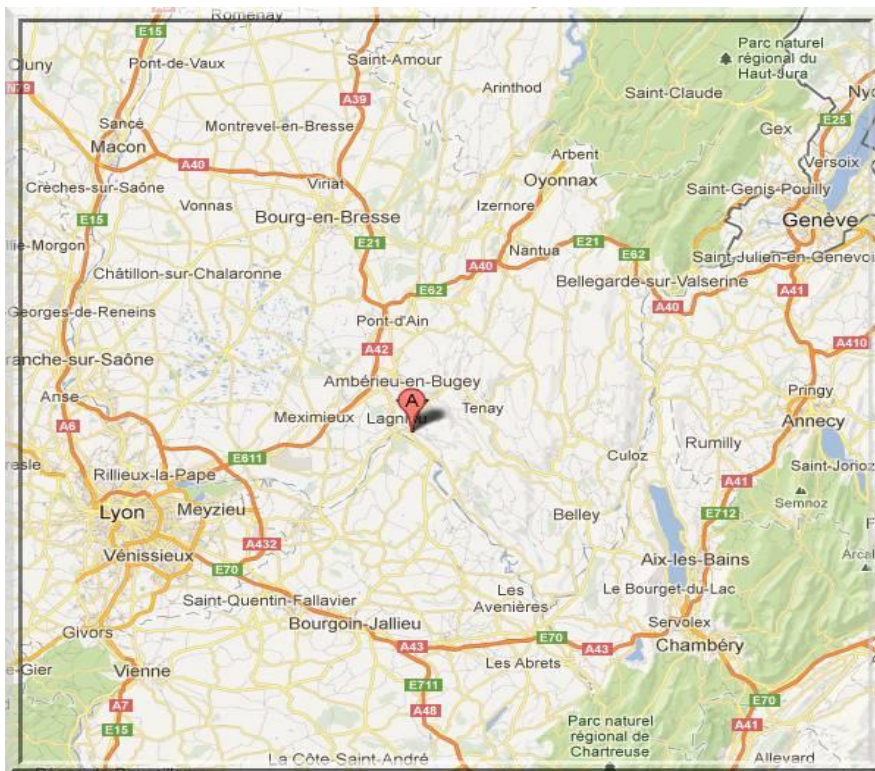 Romenay
E15
Cluny
Pont-de-Vaux
Saint-Amour
Parc naturel
régional du
Haut-Jura
N79
A39
Arinthod
Saint-Claude
Nyo
Sancé
Macon
Montrevel-en-Bresse
E25
Gex
A40
Arbent
Versoix
Crèches-sur-Saône
Viriat
Oyonnax
Saint-Genis-Pouilly
Vonnas
Izernore
E15
Bourg-en-Bresse
Genève
llie-Morgon
E21
Nantua
E21
E62
Saint-Julien-en-Genevois
Châtillon-sur-Chalaronne
A40
Bellegarde-sur-Valserine
E62
A41
-Georges-de-Reneins
A40
Pont-d'Ain
A42
A410
ranche-sur-Saône
Ambérieu-en-Bugey
Pringy
Anse
A
Tenay
Meximieux
Lagnieu
Annecy
A6
Rumilly
E611
Culoz
resle
Rillieux-la-Pape
Saint-Jorioz
A41
Semnoz
Lyon
Meyzieu
Belley
E712
A432
Vénissieux
Aix-les-Bains
E70
Les
Avenières
Le Bourget-du-Lac
Saint-Quentin-Fallavier
Servolex
Bourgoin-Jallieu
Givors
A43
E70
A43
Chambéry
e-Gier
Vienne
Les Abrets
E711
E70
A7
A48
Parc naturel
régional de
Chartreuse
A41
E15
La Côte-Saint-André
Allevard